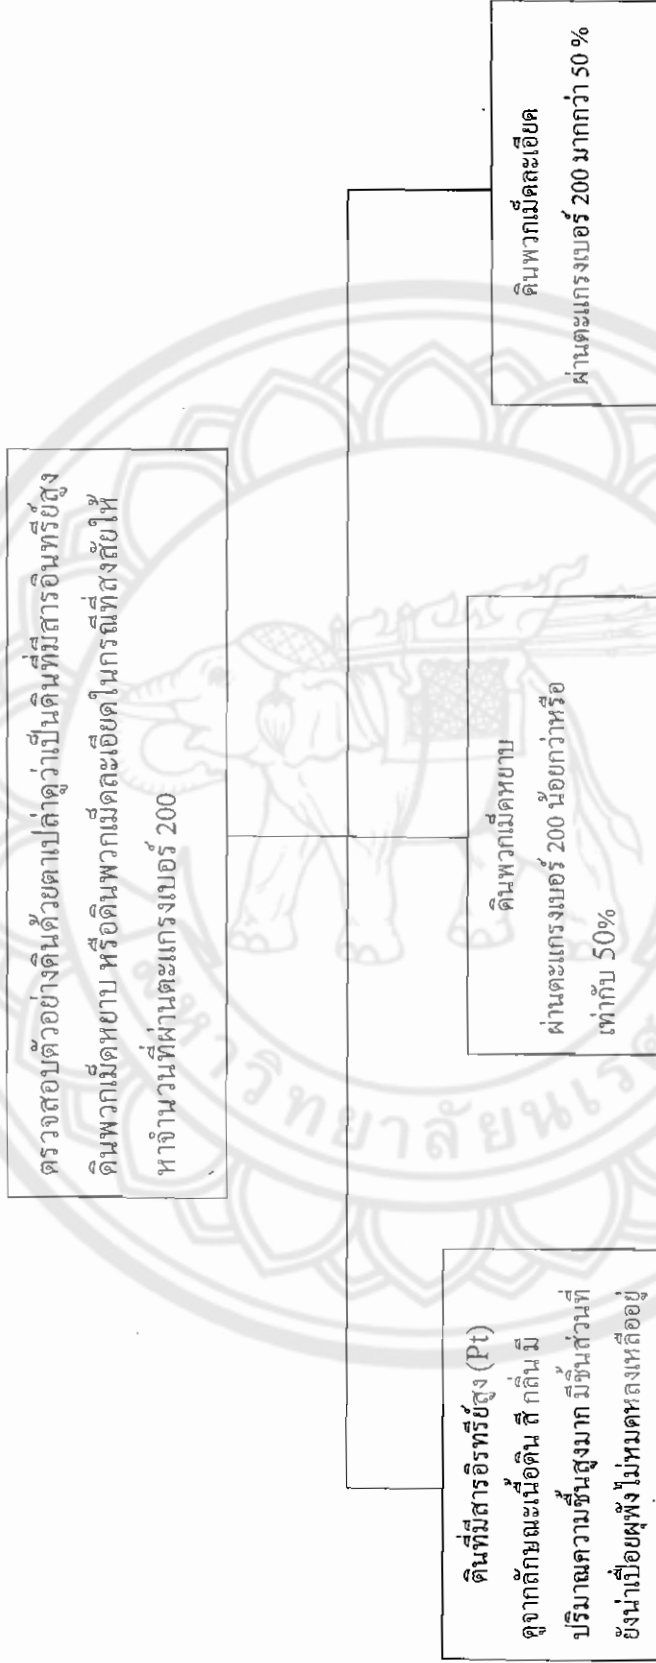 ตรวจสอบตัวอย่างดินด้วยตาเปล่าดูว่าเป็นดินที่มีสารอินทรีย์สูง
ดินพวกเม็ดหยาบ หรือดินพวกเม็ดละเอียดในกรณีที่สงสัยให้
หาจำนวนที่ผ่านตะแกรงเบอร์ 200
ดินที่มีสารอิรทรีย์สูง (Pt)
ดูจากลักษณะเนื้อดิน สี กลิ่น มี
ปริมาณความชื้นสูงมาก มีชิ้นส่วนที่
ยังน่าเปื่อยผุพังไม่หมดหลงเหลืออยู่
ดินพวกเม็ดหยาบ
ผ่านตะแกรงเบอร์ 200 น้อยกว่าหรือ
เท่ากับ 50%
ดินพวกเม็ดละเอียด
ผ่านตะแกรงเบอร์ 200 มากกว่า 50 %
มหาวิทยาลัยนเรศ